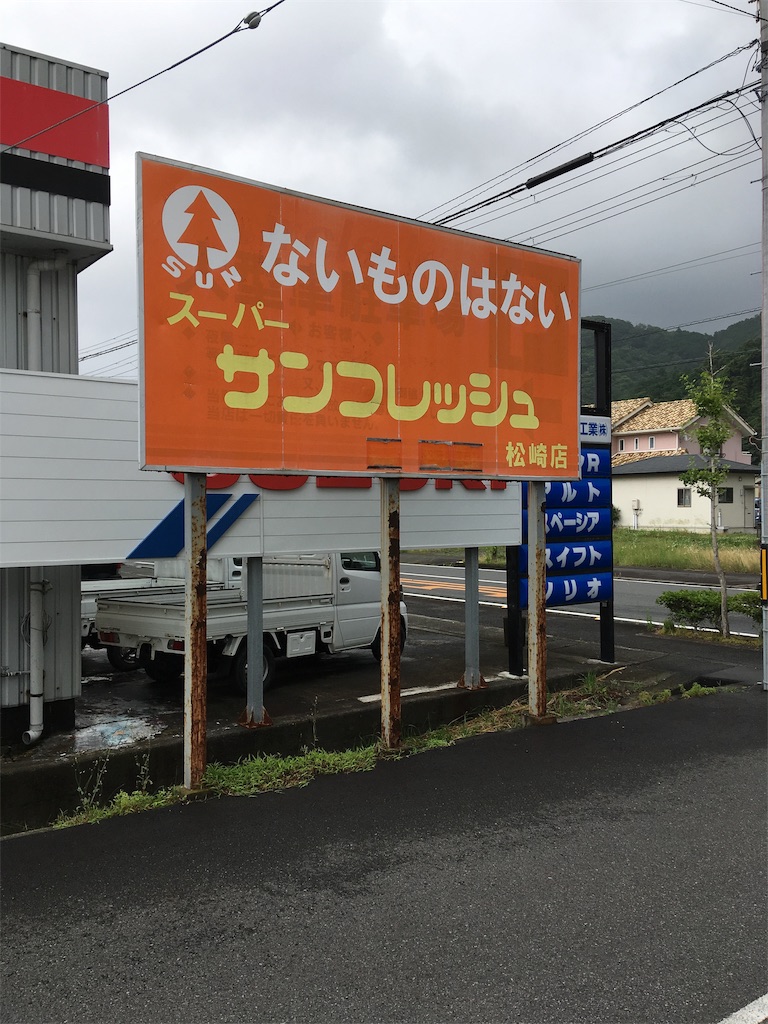 SUN
ないものはない
スーパー
サンフレッシュ
松崎店
工業㈱
R
ルト
スペーシア
スイフト
ソリオ